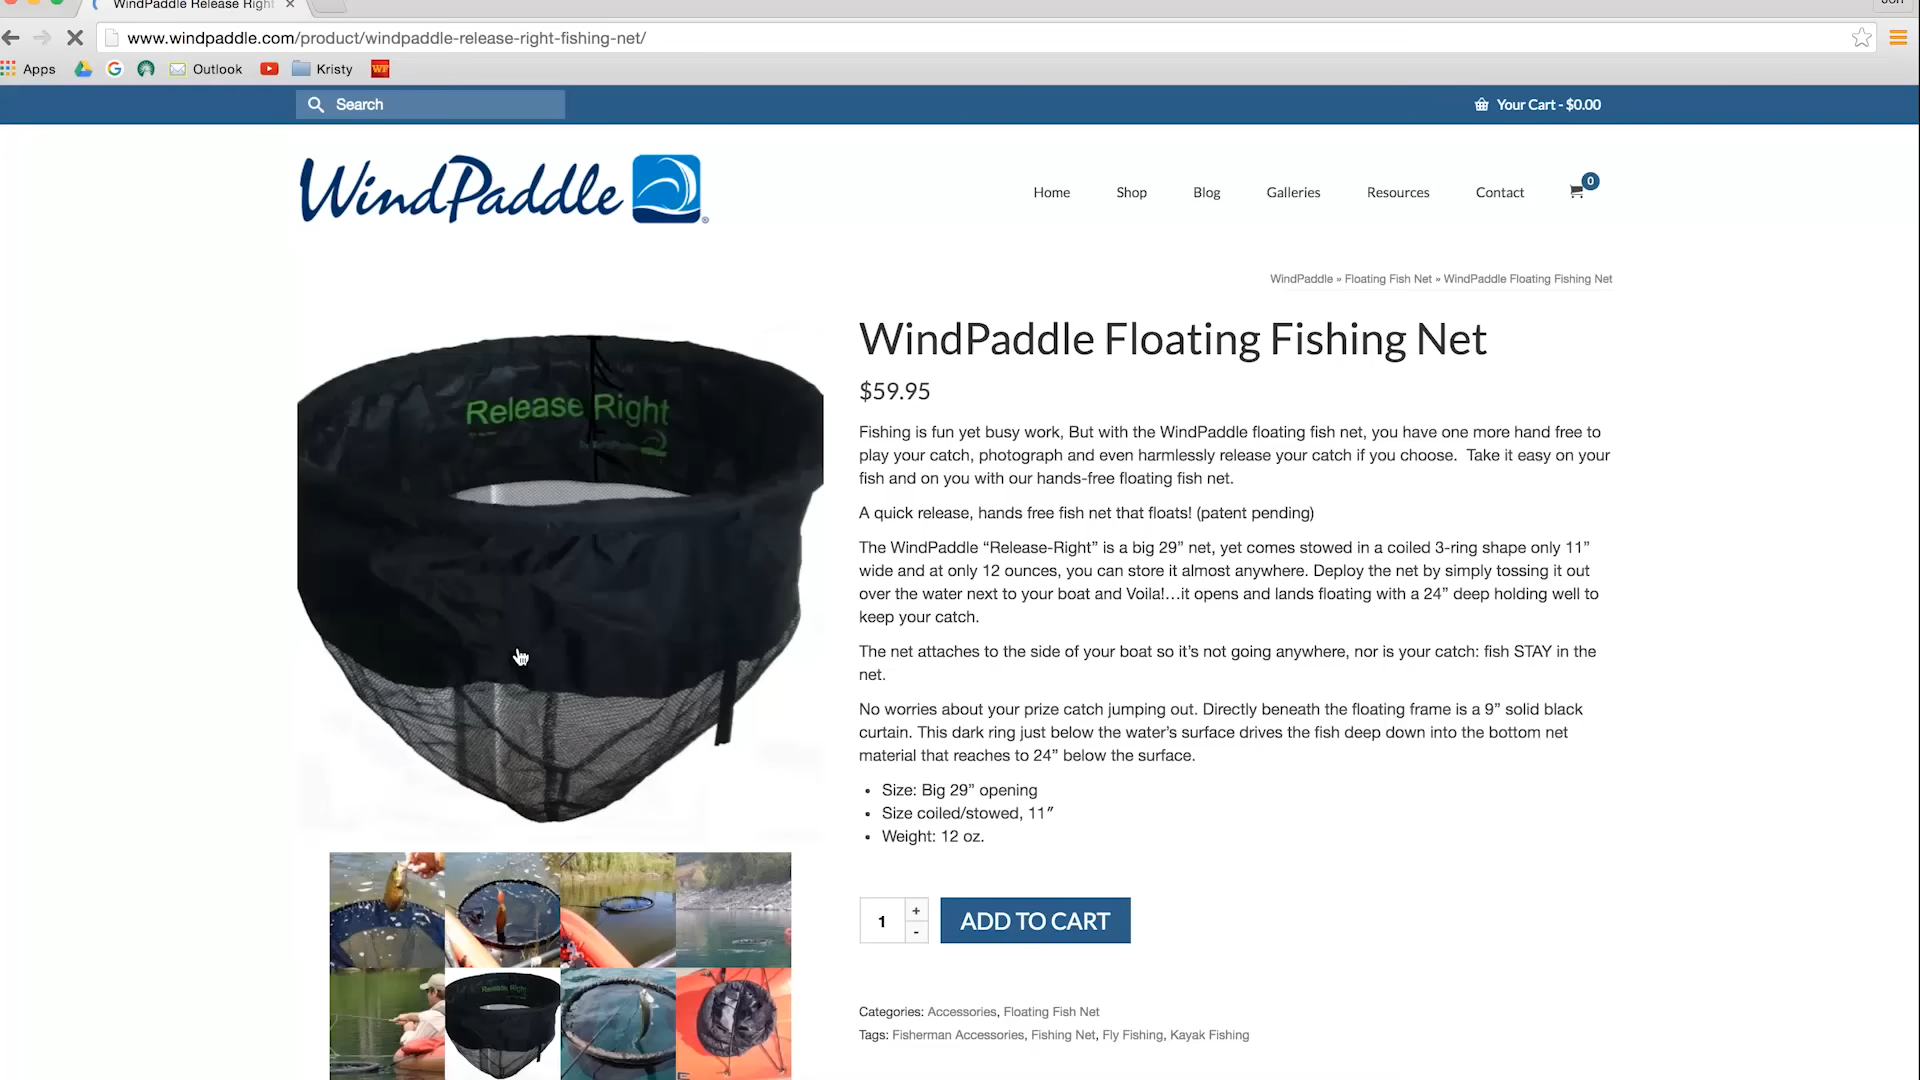 WindPaddle Release Right
www.windpaddle.com/product/windpaddle-release-right-fishing-net/
Apps
Outlook
Kristy
WF
Search
Your Cart - $0.00
WindPaddle
Home
Shop
Blog
Galleries
Resources
Contact
0
WindPaddle » Floating Fish Net » WindPaddle Floating Fishing Net
Release Right
WindPaddle Floating Fishing Net
$59.95
Fishing is fun yet busy work, But with the WindPaddle floating fish net, you have one more hand free to
play your catch, photograph and even harmlessly release your catch if you choose.  Take it easy on your
fish and on you with our hands-free floating fish net.
A quick release, hands free fish net that floats! (patent pending)
The WindPaddle “Release-Right” is a big 29” net, yet comes stowed in a coiled 3-ring shape only 11”
wide and at only 12 ounces, you can store it almost anywhere. Deploy the net by simply tossing it out
over the water next to your boat and Voila!…it opens and lands floating with a 24” deep holding well to
keep your catch.
The net attaches to the side of your boat so it’s not going anywhere, nor is your catch: fish STAY in the
net.
No worries about your prize catch jumping out. Directly beneath the floating frame is a 9” solid black
curtain. This dark ring just below the water’s surface drives the fish deep down into the bottom net
material that reaches to 24” below the surface.
• Size: Big 29” opening
• Size coiled/stowed, 11″
• Weight: 12 oz.
1
+
-
ADD TO CART
Release Right
Categories: Accessories, Floating Fish Net
Tags: Fisherman Accessories, Fishing Net, Fly Fishing, Kayak Fishing